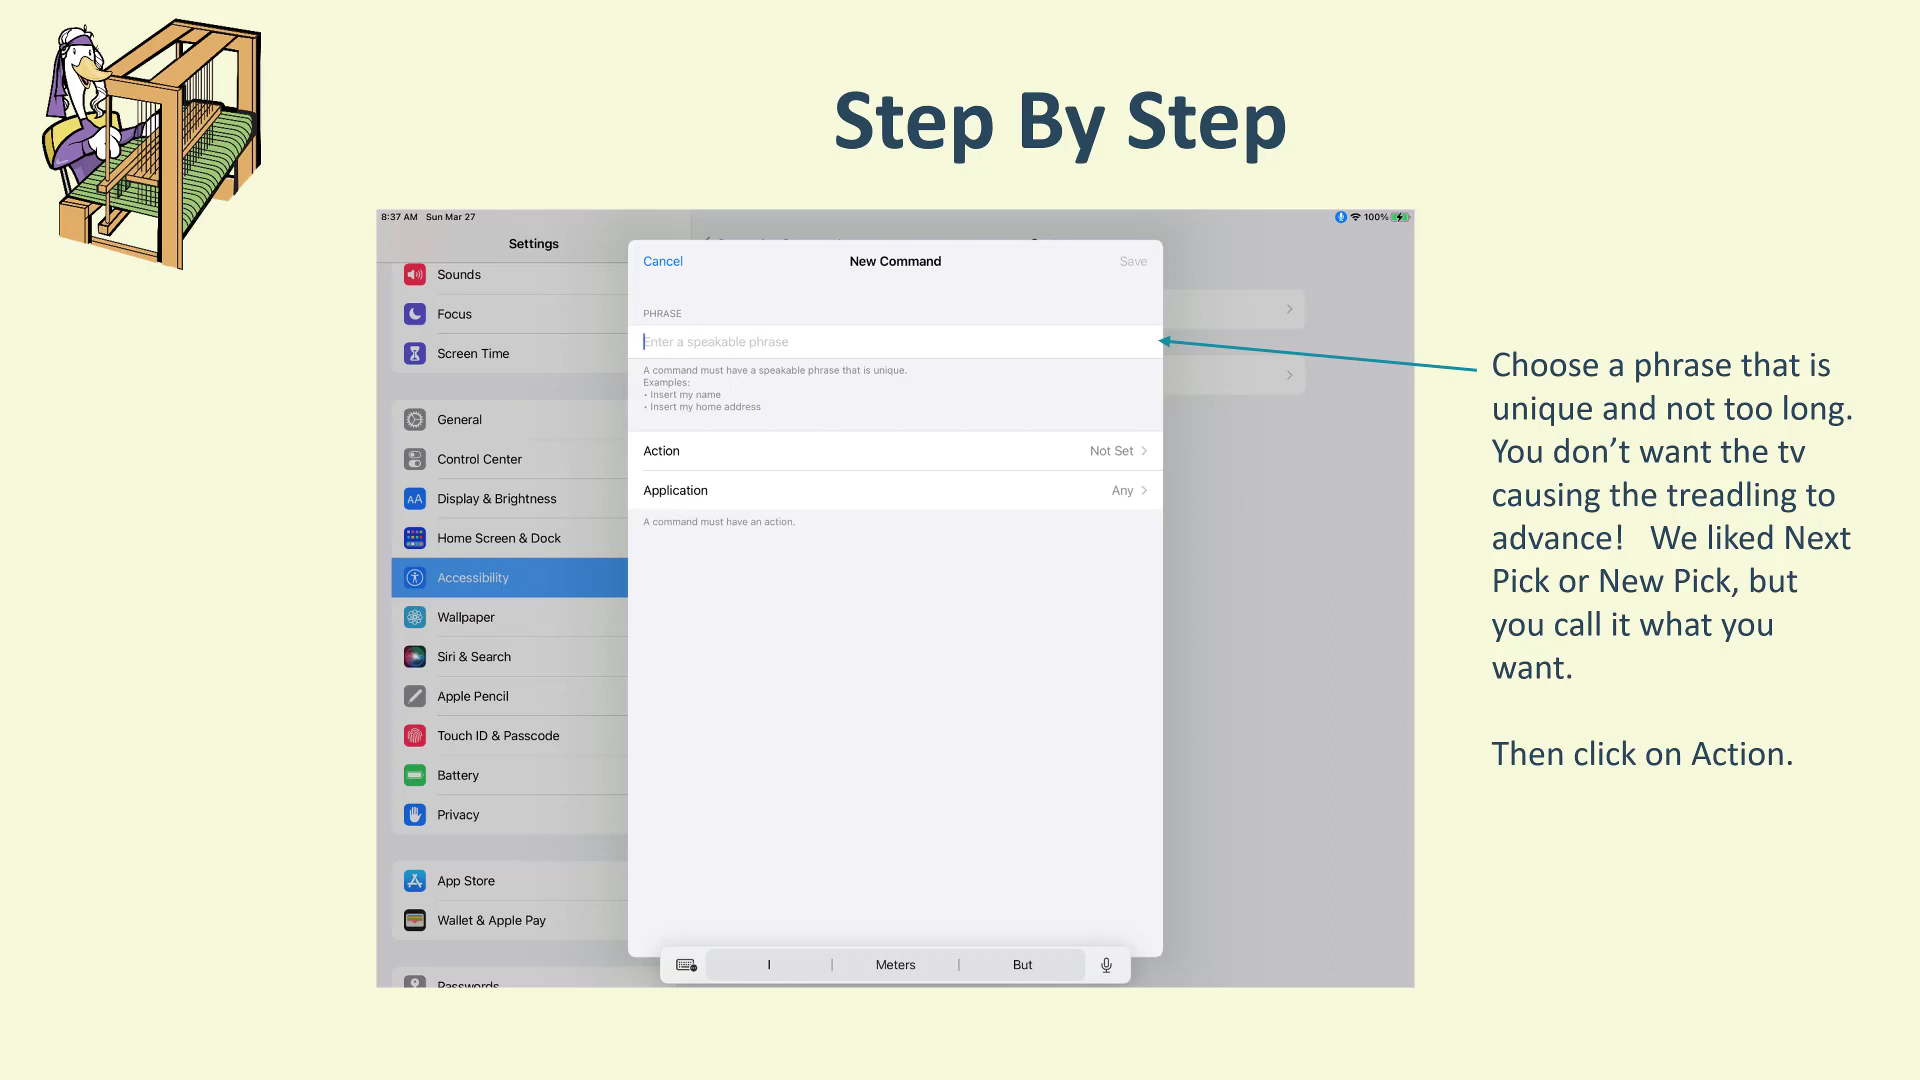 Step By Step
8:37 AM Sun Mar 27
100%
Settings
Sounds
Focus
Screen Time
General
Control Center
Display & Brightness
Home Screen & Dock
Accessibility
Wallpaper
Siri & Search
Apple Pencil
Touch ID & Passcode
Battery
Privacy
App Store
Wallet & Apple Pay
Passwords
Cancel
New Command
Save
PHRASE
Enter a speakable phrase
A command must have a speakable phrase that is unique.
Examples:
• Insert my name
• Insert my home address
Action
Not Set
Application
Any
A command must have an action.
I | Meters | But
Choose a phrase that is
unique and not too long.
You don’t want the tv
causing the treadling to
advance! We liked Next
Pick or New Pick, but
you call it what you
want.
Then click on Action.